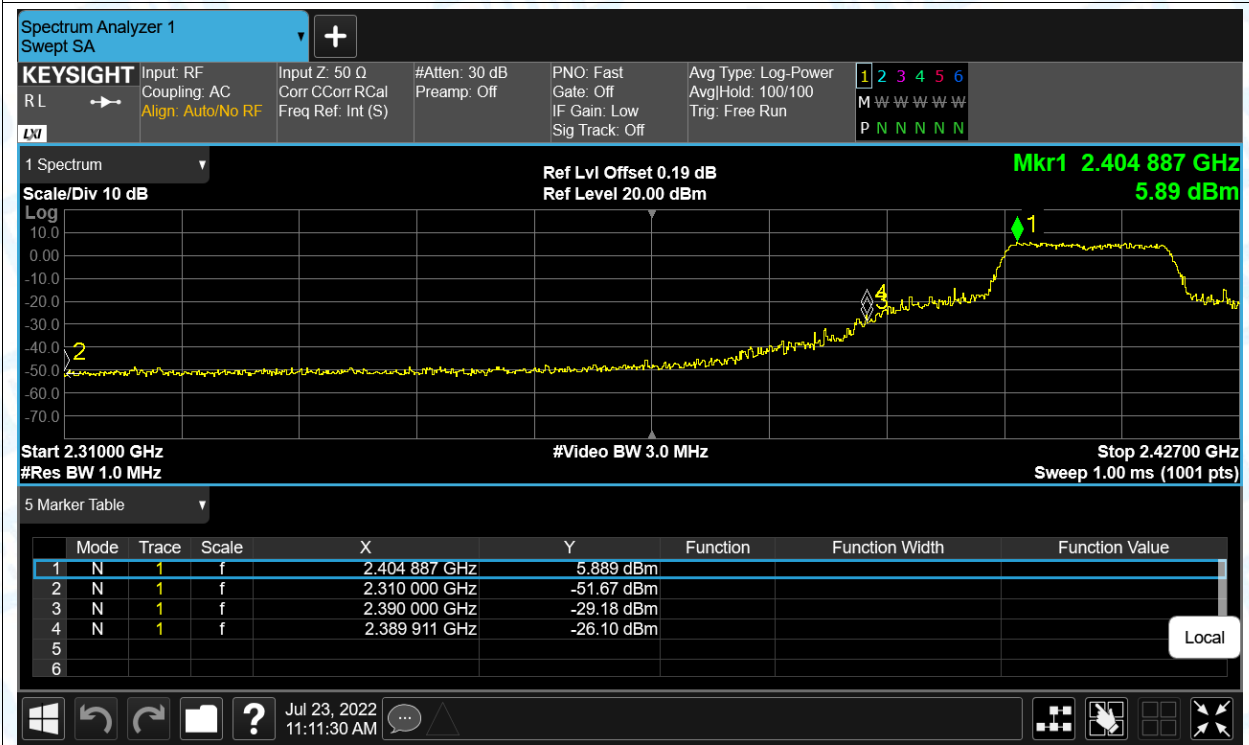 Spectrum Analyzer 1
Swept SA
+
KEYSIGHT
R L
LXI
Input: RF
Coupling: AC
Align: Auto/No RF
Input Z: 50 Ω
Corr CCorr RCal
Freq Ref: Int (S)
#Atten: 30 dB
Preamp: Off
PNO: Fast
Gate: Off
IF Gain: Low
Sig Track: Off
Avg Type: Log-Power
Avg|Hold: 100/100
Trig: Free Run
1 2 3 4 5 6
M W W W W W W
P N N N N N
1 Spectrum
Scale/Div 10 dB
Ref Lvl Offset 0.19 dB
Ref Level 20.00 dBm
Mkr1 2.404 887 GHz
5.89 dBm
Log
10.0
0.00
-10.0
-20.0
-30.0
-40.0
-50.0
-60.0
-70.0
1
4
3
2
Start 2.31000 GHz
#Video BW 3.0 MHz
Stop 2.42700 GHz
#Res BW 1.0 MHz
Sweep 1.00 ms (1001 pts)
5 Marker Table
Mode Trace Scale X Y Function Function Width Function Value
1 N 1 f 2.404 887 GHz 5.889 dBm
2 N 1 f 2.310 000 GHz -51.67 dBm
3 N 1 f 2.390 000 GHz -29.18 dBm
4 N 1 f 2.389 911 GHz -26.10 dBm
5
6
Local
?
Jul 23, 2022
11:11:30 AM